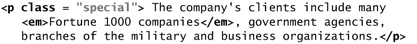 <p class = "special"> The company's clients include many
<em>Fortune 1000 companies</em>, government agencies,
branches of the military and business organizations.</p>